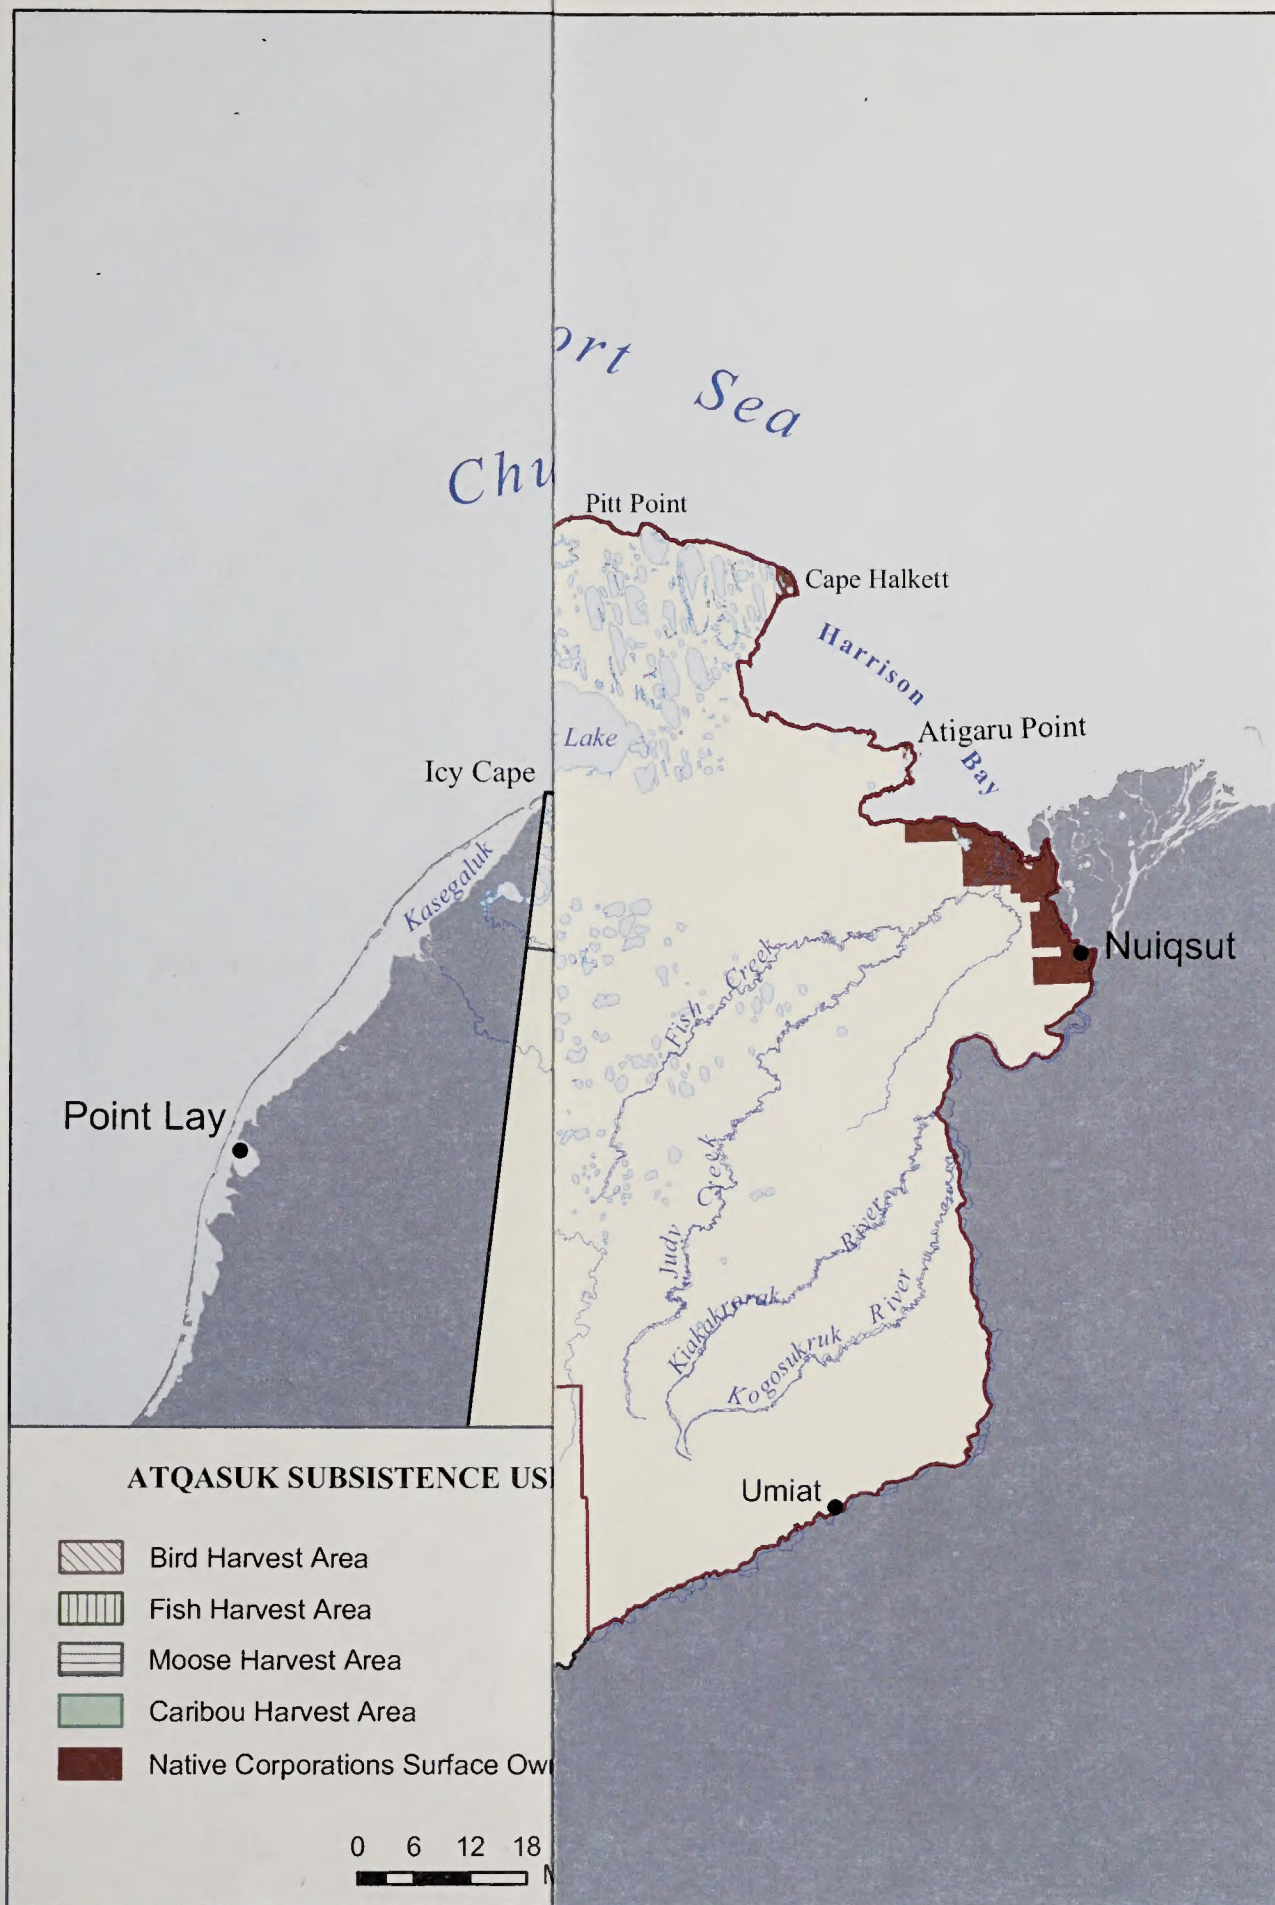 ort Sea
Chu
Pitt Point
Cape Halkett
Harrison
Bay
Lake
Atigaru Point
Icy Cape
Kasegaluk
Nuiqsut
Fish Creek
Point Lay
Judy Creek
Kikiakrorak River
Kogosukruk River
Umiat
ATQASUK SUBSISTENCE US
Bird Harvest Area
Fish Harvest Area
Moose Harvest Area
Caribou Harvest Area
Native Corporations Surface Ow
0 6 12 18